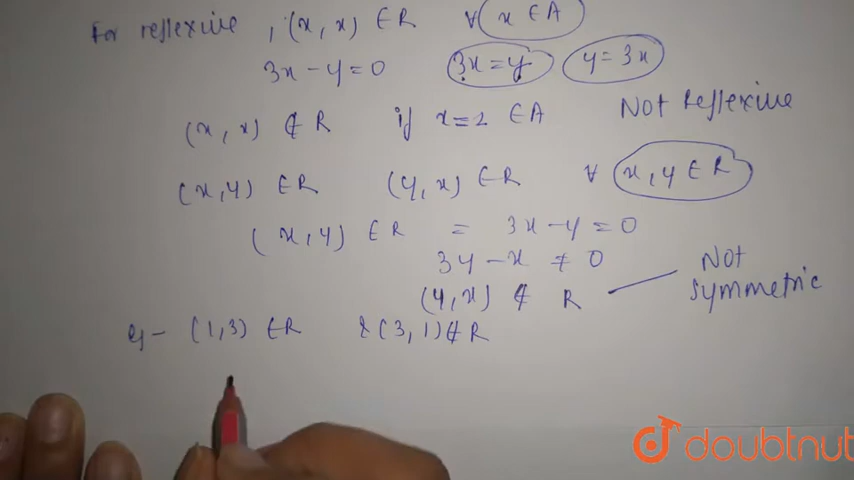 For reflexive , (x, x) ∈ R ∀ x ∈ A
3x - y = 0 3x = y y = 3x
(x, x) ∉ R if x = 2 ∈ A Not Reflexive
(x, y) ∈ R (y, x) ∈ R ∀ x, y ∈ R
(x, y) ∈ R = 3x - y = 0
3y - x ≠ 0 Not
(y, x) ∉ R symmetric
eg - (1, 3) ∈ R & (3, 1) ∉ R
doubtnut